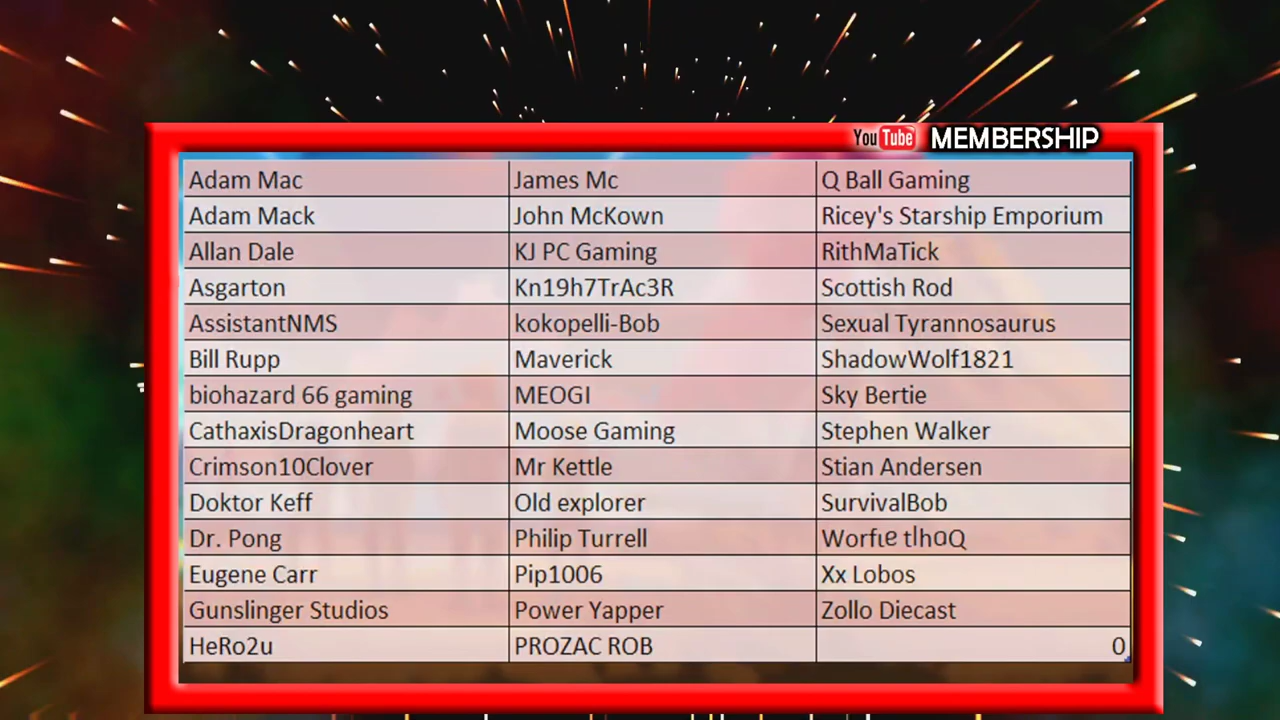 YouTube MEMBERSHIP
Adam Mac James Mc Q Ball Gaming
Adam Mack John McKown Ricey's Starship Emporium
Allan Dale KJ PC Gaming RithMaTick
Asgarton Kn19h7TrAc3R Scottish Rod
AssistantNMS kokopelli-Bob Sexual Tyrannosaurus
Bill Rupp Maverick ShadowWolf1821
biohazard 66 gaming MEOGI Sky Bertie
CathaxisDragonheart Moose Gaming Stephen Walker
Crimson10Clover Mr Kettle Stian Andersen
Doktor Keff Old explorer SurvivalBob
Dr. Pong Philip Turrell
Eugene Carr Pip1006 Xx Lobos
Gunslinger Studios Power Yapper Zollo Diecast
HeRo2u PROZAC ROB 0